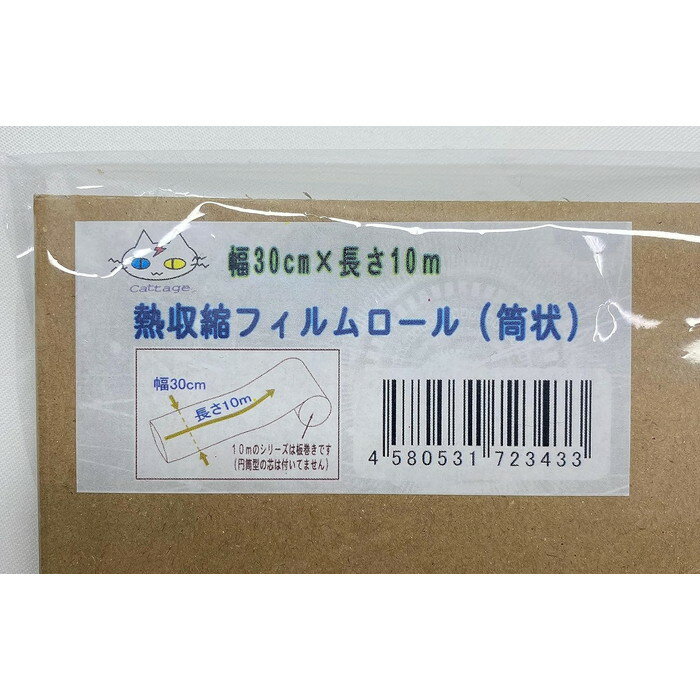 Cattage
幅30cm×長さ10m
熱収縮フィルムロール(筒状)
幅30cm
長さ10m
10mのシリーズは板巻きです
(円筒型の芯は付いてません)
4 580531 723433